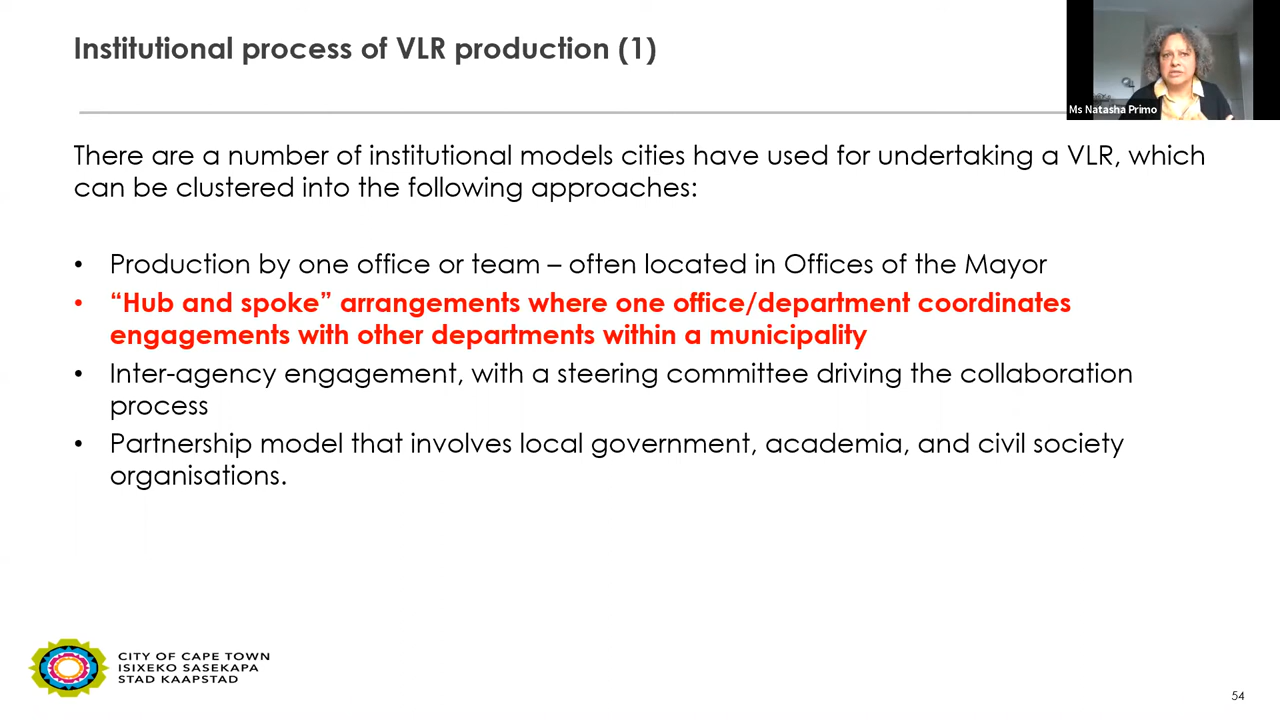 Institutional process of VLR production (1)
Ms Natasha Primo
There are a number of institutional models cities have used for undertaking a VLR, which
can be clustered into the following approaches:
• Production by one office or team – often located in Offices of the Mayor
• “Hub and spoke” arrangements where one office/department coordinates
engagements with other departments within a municipality
• Inter-agency engagement, with a steering committee driving the collaboration
process
• Partnership model that involves local government, academia, and civil society
organisations.
CITY OF CAPE TOWN
ISIXEKO SASEKAPA
STAD KAAPSTAD
54